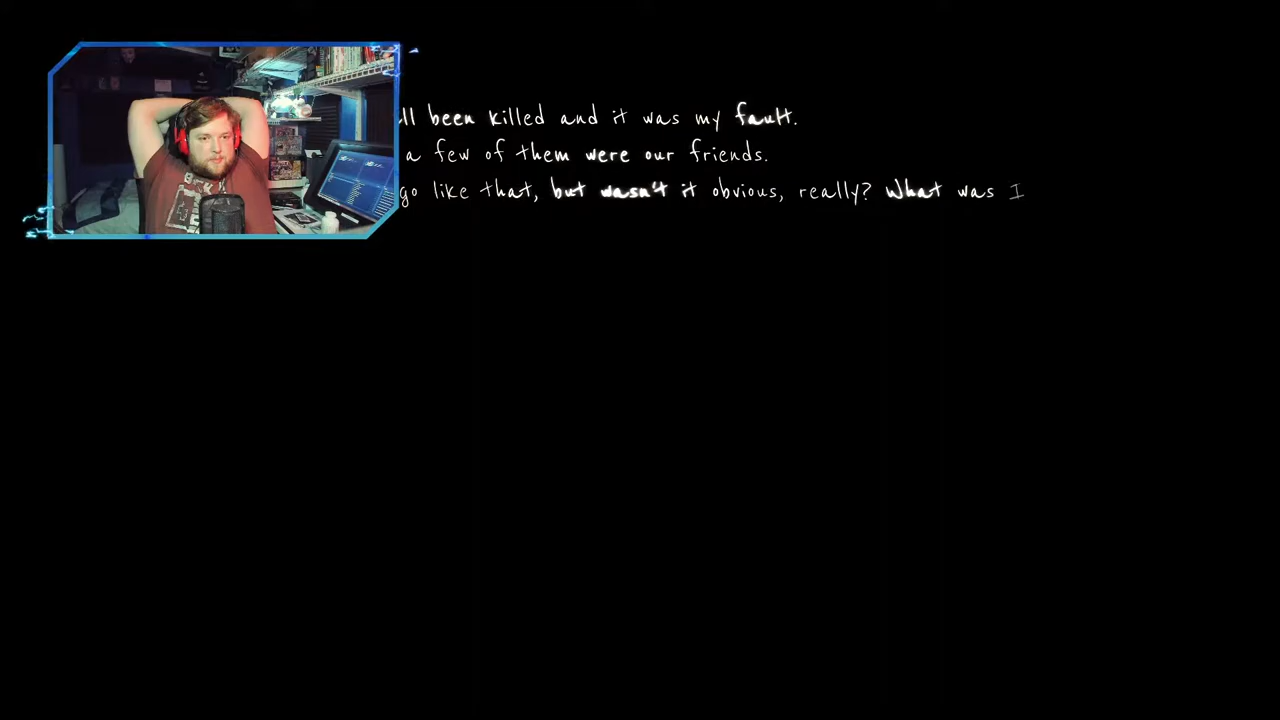 ll been killed and it was my fault.
a few of them were our friends.
go like that, but wasn't it obvious, really? What was I